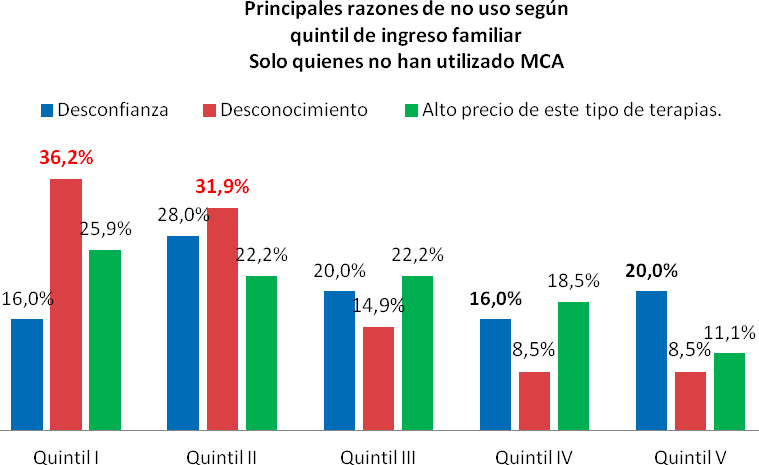 Principales razones de no uso según
quintil de ingreso familiar
Solo quienes no han utilizado MCA
Desconfianza Desconocimiento Alto precio de este tipo de terapias.
16,0% 36,2% 25,9%
28,0% 31,9% 22,2%
20,0% 14,9% 22,2%
16,0% 8,5% 18,5%
20,0% 8,5% 11,1%
Quintil I Quintil II Quintil III Quintil IV Quintil V